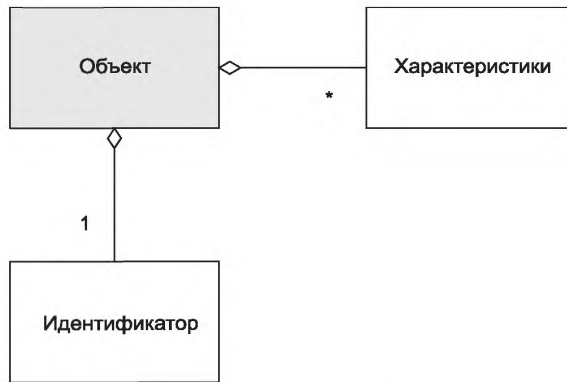 Объект
Характеристики
*
1
Идентификатор